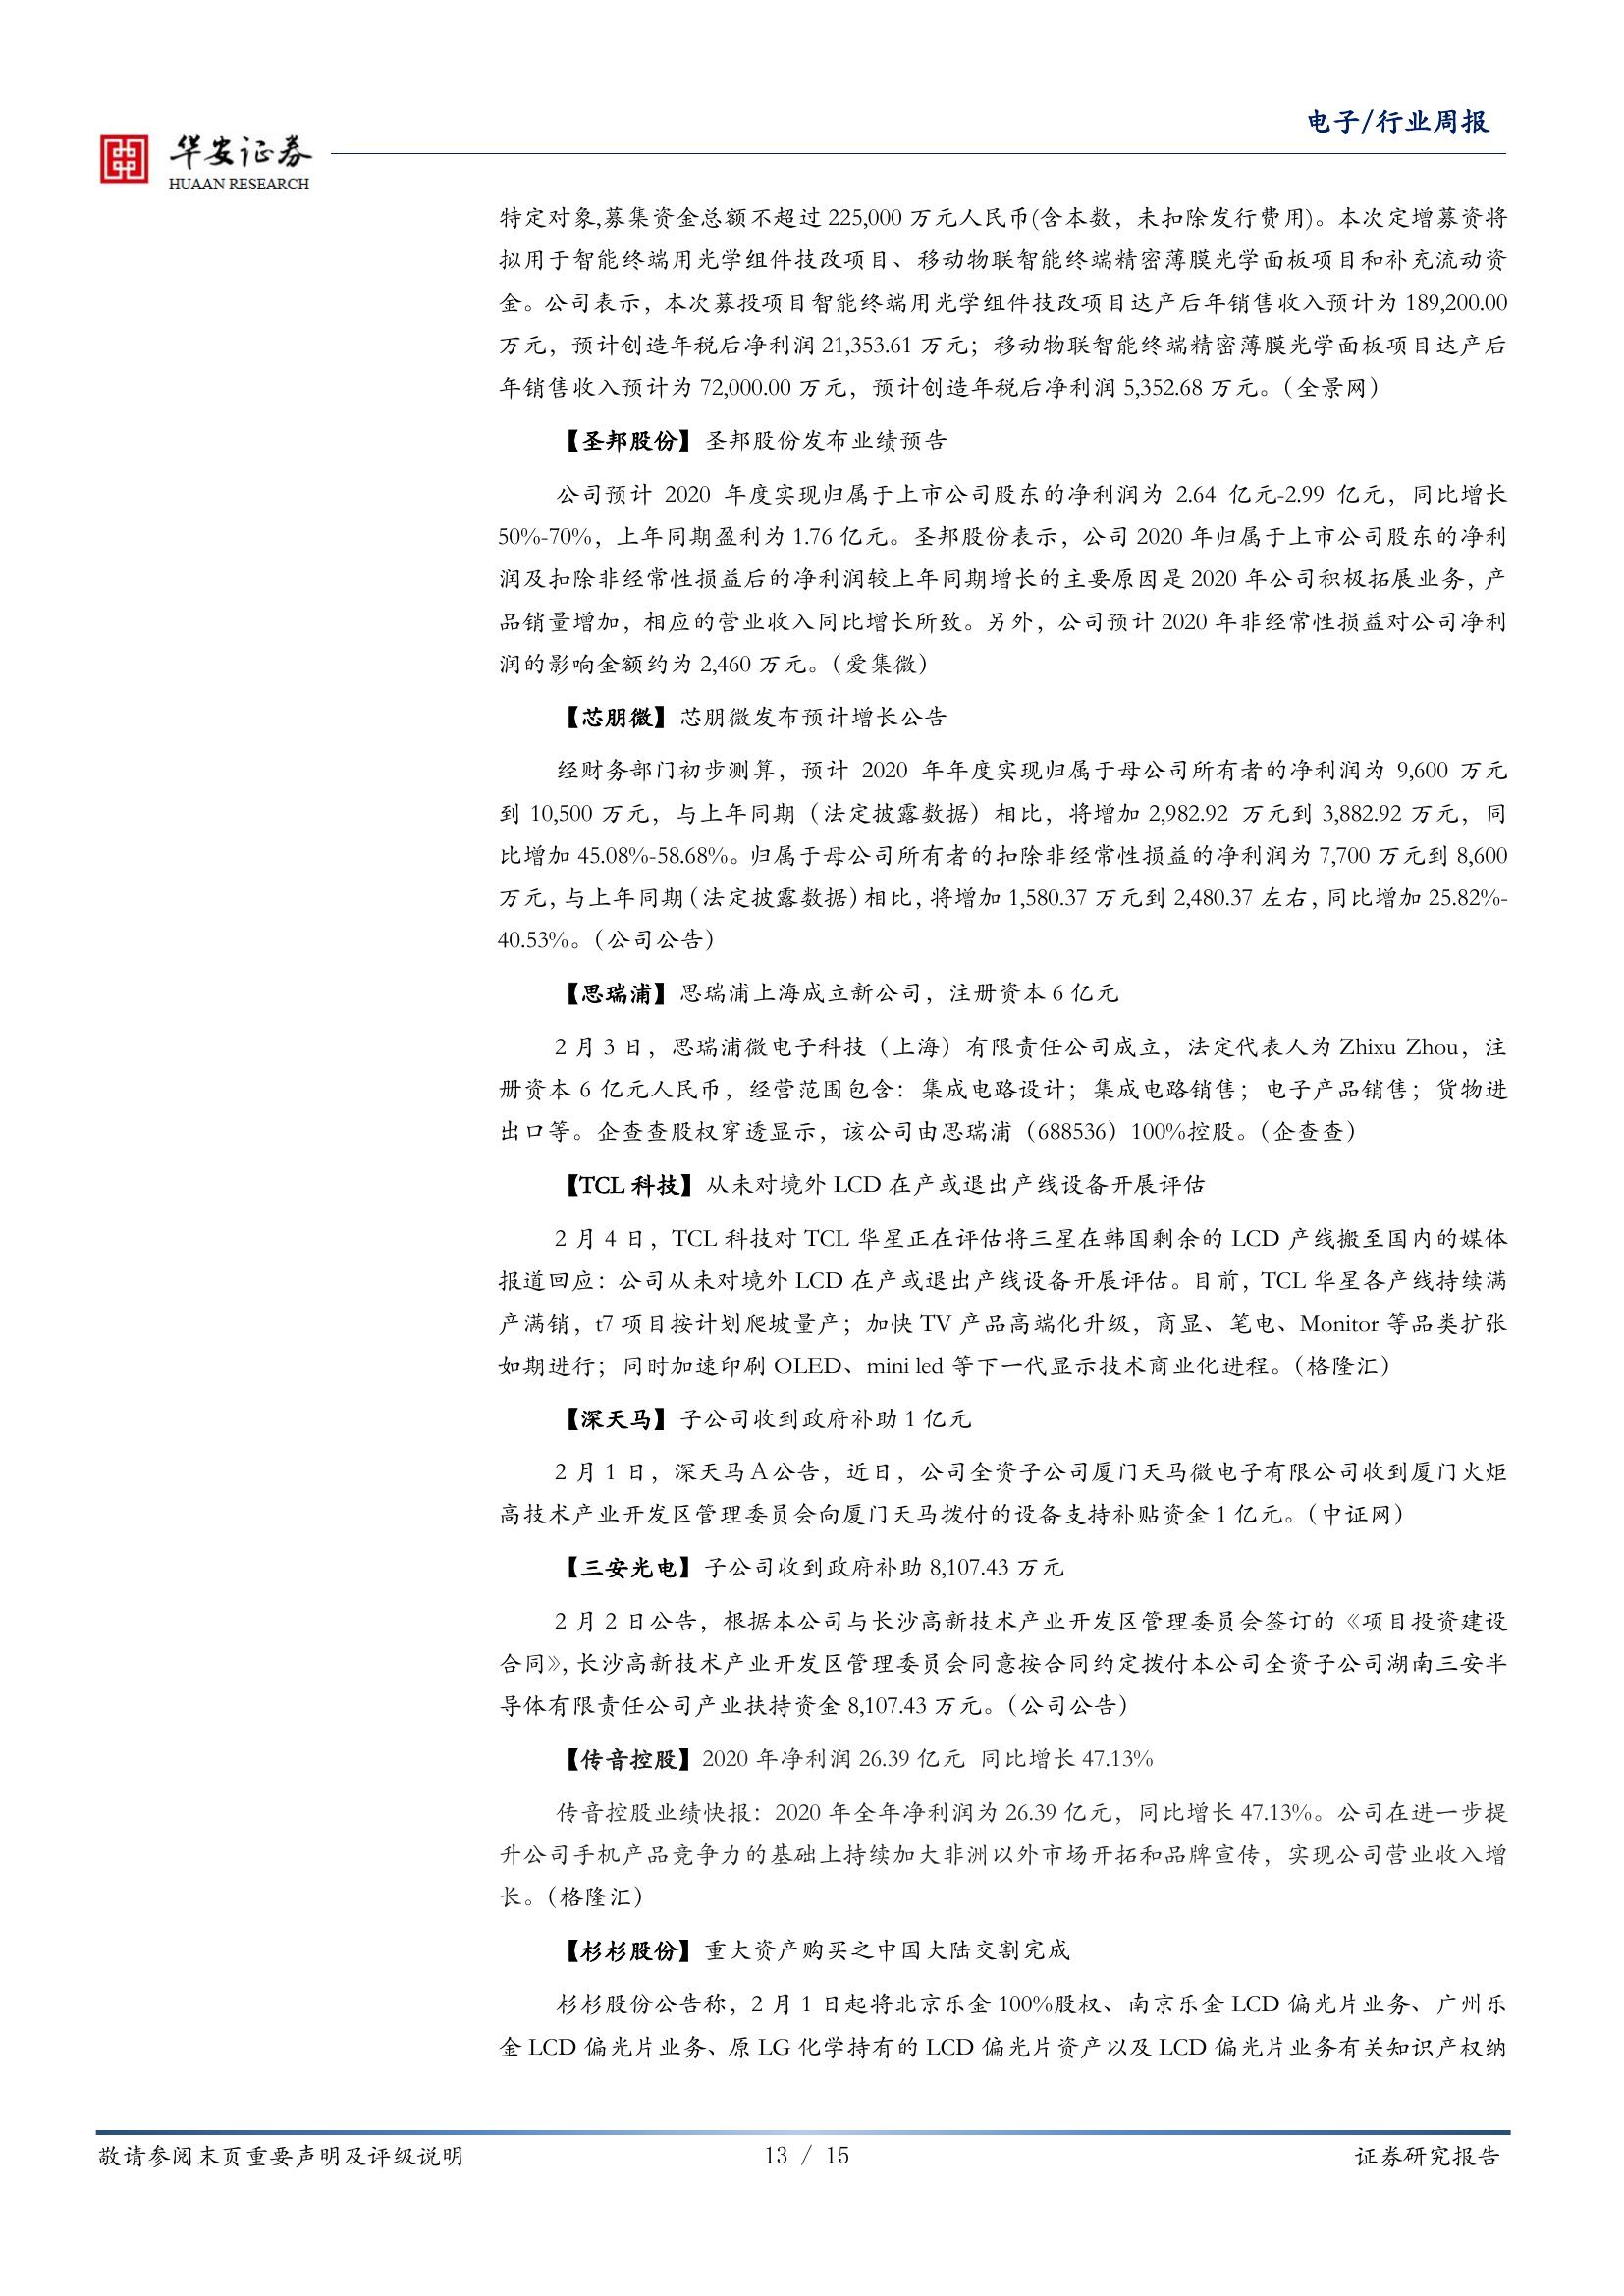 电子/行业周报
华安证券
HUAAN RESEARCH
特定对象,募集资金总额不超过 225,000 万元人民币(含本数，未扣除发行费用)。本次定增募资将
拟用于智能终端用光学组件技改项目、移动物联智能终端精密薄膜光学面板项目和补充流动资
金。公司表示，本次募投项目智能终端用光学组件技改项目达产后年销售收入预计为 189,200.00
万元，预计创造年税后净利润 21,353.61 万元；移动物联智能终端精密薄膜光学面板项目达产后
年销售收入预计为 72,000.00 万元，预计创造年税后净利润 5,352.68 万元。（全景网）
【圣邦股份】圣邦股份发布业绩预告
公司预计 2020 年度实现归属于上市公司股东的净利润为 2.64 亿元-2.99 亿元，同比增长
50%-70%，上年同期盈利为 1.76 亿元。圣邦股份表示，公司 2020 年归属于上市公司股东的净利
润及扣除非经常性损益后的净利润较上年同期增长的主要原因是 2020 年公司积极拓展业务，产
品销量增加，相应的营业收入同比增长所致。另外，公司预计 2020 年非经常性损益对公司净利
润的影响金额约为 2,460 万元。（爱集微）
【芯朋微】芯朋微发布预计增长公告
经财务部门初步测算，预计 2020 年年度实现归属于母公司所有者的净利润为 9,600 万元
到 10,500 万元，与上年同期（法定披露数据）相比，将增加 2,982.92 万元到 3,882.92 万元，同
比增加 45.08%-58.68%。归属于母公司所有者的扣除非经常性损益的净利润为 7,700 万元到 8,600
万元，与上年同期（法定披露数据）相比，将增加 1,580.37 万元到 2,480.37 左右，同比增加 25.82%-
40.53%。（公司公告）
【思瑞浦】思瑞浦上海成立新公司，注册资本 6 亿元
2 月 3 日，思瑞浦微电子科技（上海）有限责任公司成立，法定代表人为 Zhixu Zhou，注
册资本 6 亿元人民币，经营范围包含：集成电路设计；集成电路销售；电子产品销售；货物进
出口等。企查查股权穿透显示，该公司由思瑞浦（688536）100%控股。（企查查）
【TCL 科技】从未对境外 LCD 在产或退出产线设备开展评估
2 月 4 日，TCL 科技对 TCL 华星正在评估将三星在韩国剩余的 LCD 产线搬至国内的媒体
报道回应：公司从未对境外 LCD 在产或退出产线设备开展评估。目前，TCL 华星各产线持续满
产满销，t7 项目按计划爬坡量产；加快 TV 产品高端化升级，商显、笔电、Monitor 等品类扩张
如期进行；同时加速印刷 OLED、mini led 等下一代显示技术商业化进程。（格隆汇）
【深天马】子公司收到政府补助 1 亿元
2 月 1 日，深天马Ａ公告，近日，公司全资子公司厦门天马微电子有限公司收到厦门火炬
高技术产业开发区管理委员会向厦门天马拨付的设备支持补贴资金 1 亿元。（中证网）
【三安光电】子公司收到政府补助 8,107.43 万元
2 月 2 日公告，根据本公司与长沙高新技术产业开发区管理委员会签订的《项目投资建设
合同》，长沙高新技术产业开发区管理委员会同意按合同约定拨付本公司全资子公司湖南三安半
导体有限责任公司产业扶持资金 8,107.43 万元。（公司公告）
【传音控股】2020 年净利润 26.39 亿元 同比增长 47.13%
传音控股业绩快报：2020 年全年净利润为 26.39 亿元，同比增长 47.13%。公司在进一步提
升公司手机产品竞争力的基础上持续加大非洲以外市场开拓和品牌宣传，实现公司营业收入增
长。（格隆汇）
【杉杉股份】重大资产购买之中国大陆交割完成
杉杉股份公告称，2 月 1 日起将北京乐金 100%股权、南京乐金 LCD 偏光片业务、广州乐
金 LCD 偏光片业务、原 LG 化学持有的 LCD 偏光片资产以及 LCD 偏光片业务有关知识产权纳
敬请参阅末页重要声明及评级说明
13 / 15
证券研究报告